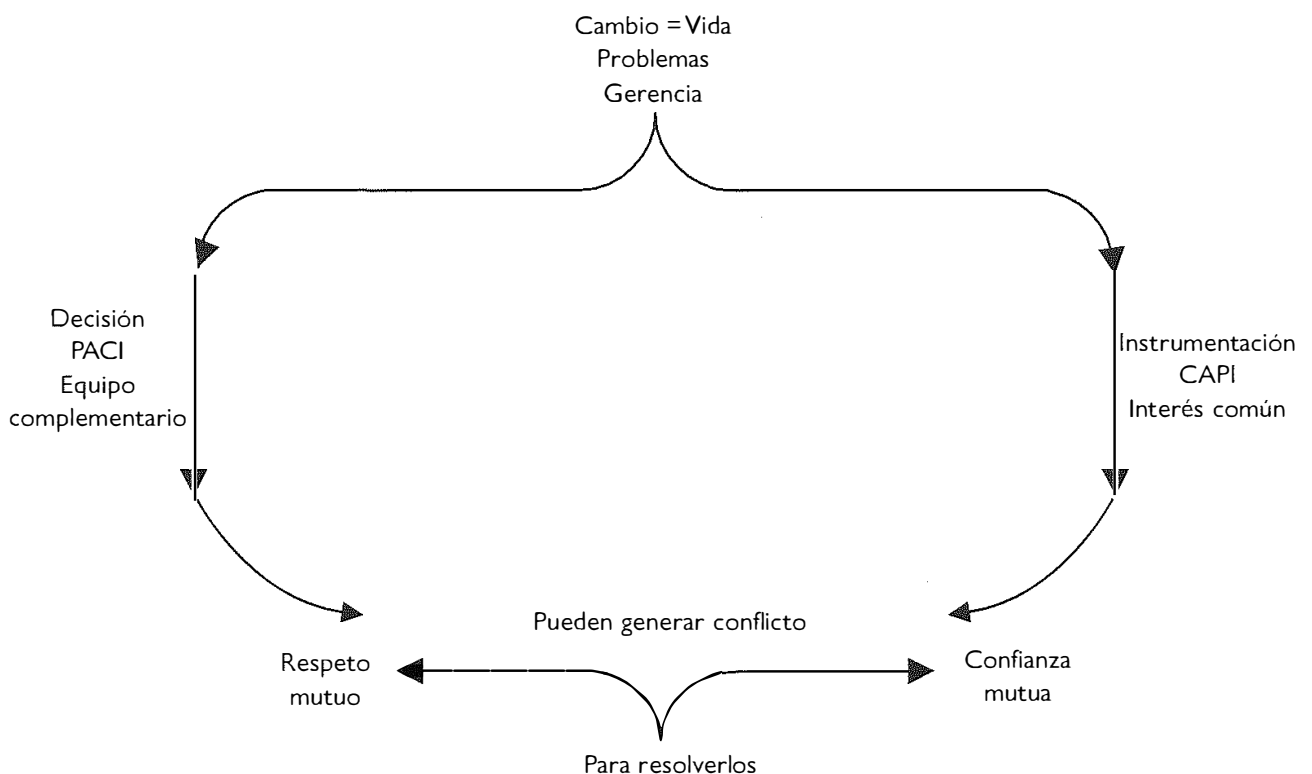 Cambio = Vida
Problemas
Gerencia
Decisión
PACI
Equipo
complementario
Instrumentación
CAPI
Interés común
Pueden generar conflicto
Respeto
mutuo
Confianza
mutua
Para resolverlos